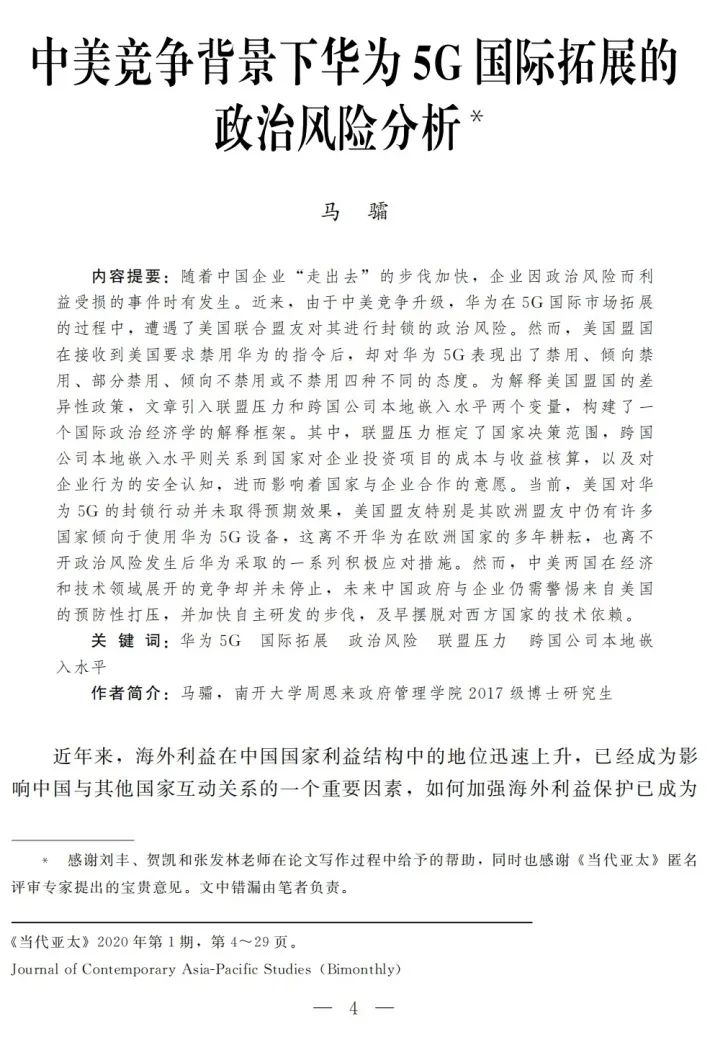 中美竞争背景下华为 5G 国际拓展的
政治风险分析*
马 骦
内容提要：随着中国企业“走出去”的步伐加快，企业因政治风险而利
益受损的事件时有发生。近来，由于中美竞争升级，华为在 5G 国际市场拓展
的过程中，遭遇了美国联合盟友对其进行封锁的政治风险。然而，美国盟国
在接收到美国要求禁用华为的指令后，却对华为 5G 表现出了禁用、倾向禁
用、部分禁用、倾向不禁用或不禁用四种不同的态度。为解释美国盟国的差
异性政策，文章引入联盟压力和跨国公司本地嵌入水平两个变量，构建了一
个国际政治经济学的解释框架。其中，联盟压力框定了国家决策范围，跨国
公司本地嵌入水平则关系到国家对企业投资项目的成本与收益核算，以及对
企业行为的安全认知，进而影响着国家与企业合作的意愿。当前，美国对华
为 5G 的封锁行动并未取得预期效果，美国盟友特别是其欧洲盟友中仍有许多
国家倾向于使用华为 5G 设备，这离不开华为在欧洲国家的多年耕耘，也离不
开政治风险发生后华为采取的一系列积极应对措施。然而，中美两国在经济
和技术领域展开的竞争却并未停止，未来中国政府与企业仍需警惕来自美国
的预防性打压，并加快自主研发的步伐，及早摆脱对西方国家的技术依赖。
关 键 词：华为 5G 国际拓展 政治风险 联盟压力 跨国公司本地嵌
入水平
作者简介：马骦，南开大学周恩来政府管理学院 2017 级博士研究生
近年来，海外利益在中国国家利益结构中的地位迅速上升，已经成为影
响中国与其他国家互动关系的一个重要因素，如何加强海外利益保护已成为
* 感谢刘丰、贺凯和张发林老师在论文写作过程中给予的帮助，同时也感谢《当代亚太》匿名
评审专家提出的宝贵意见。文中错漏由笔者负责。
《当代亚太》2020 年第 1 期，第 4～29 页。
Journal of Contemporary Asia-Pacific Studies（Bimonthly）
— 4 —